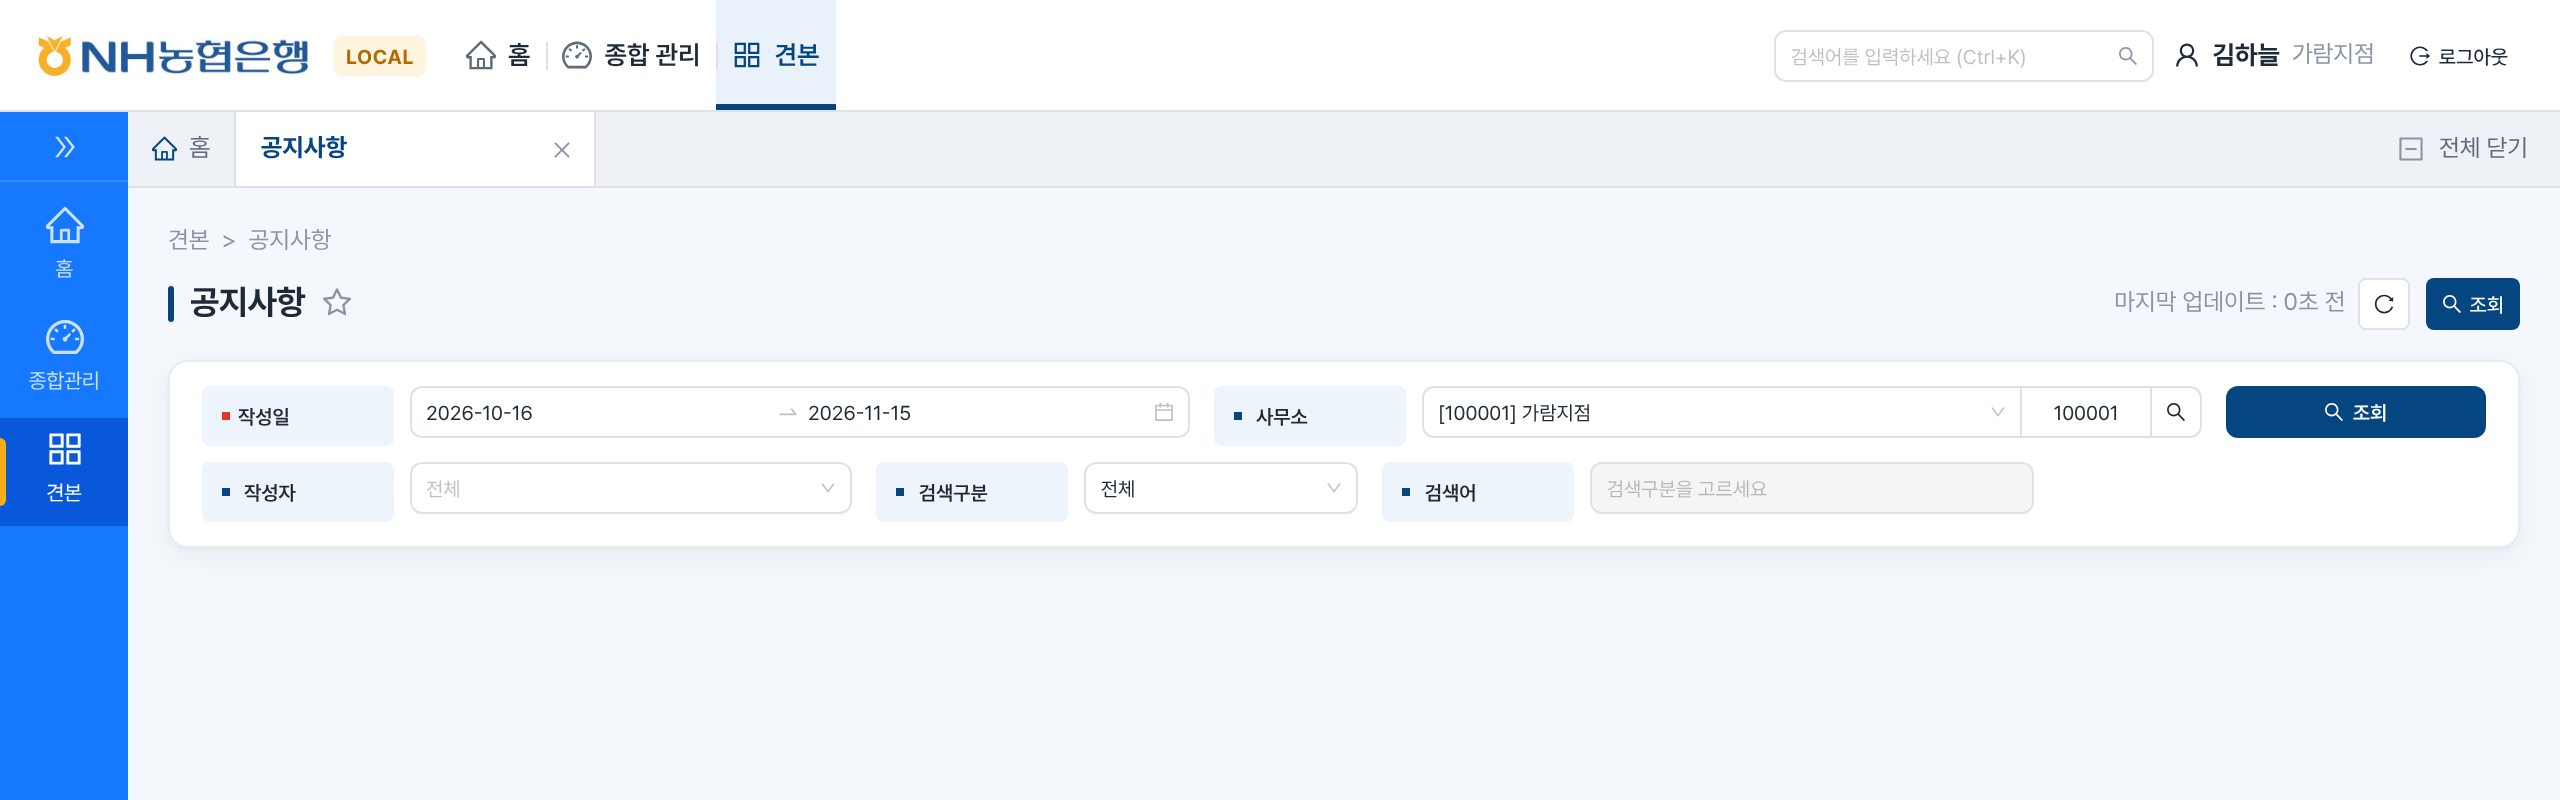 NH농협은행 LOCAL 홈 종합 관리 견본 검색어를 입력하세요 (Ctrl+K) 김하늘 가람지점 로그아웃
홈 공지사항 전체 닫기
견본 > 공지사항
홈
공지사항 마지막 업데이트 : 0초 전 조회
종합관리
작성일 2026-10-16 2026-11-15 사무소 [100001] 가람지점 100001 조회
견본
작성자 전체 검색구분 전체 검색어 검색구분을 고르세요